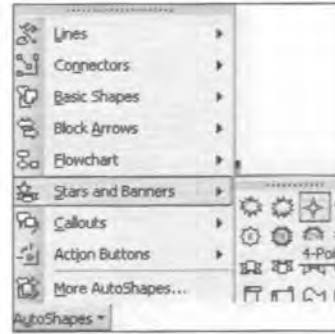 Lines
Connectors
Basic Shapes
Block Arrows
Flowchart
Stars and Banners
Callouts
Action Buttons
4-Poi
More AutoShapes...
AutoShapes